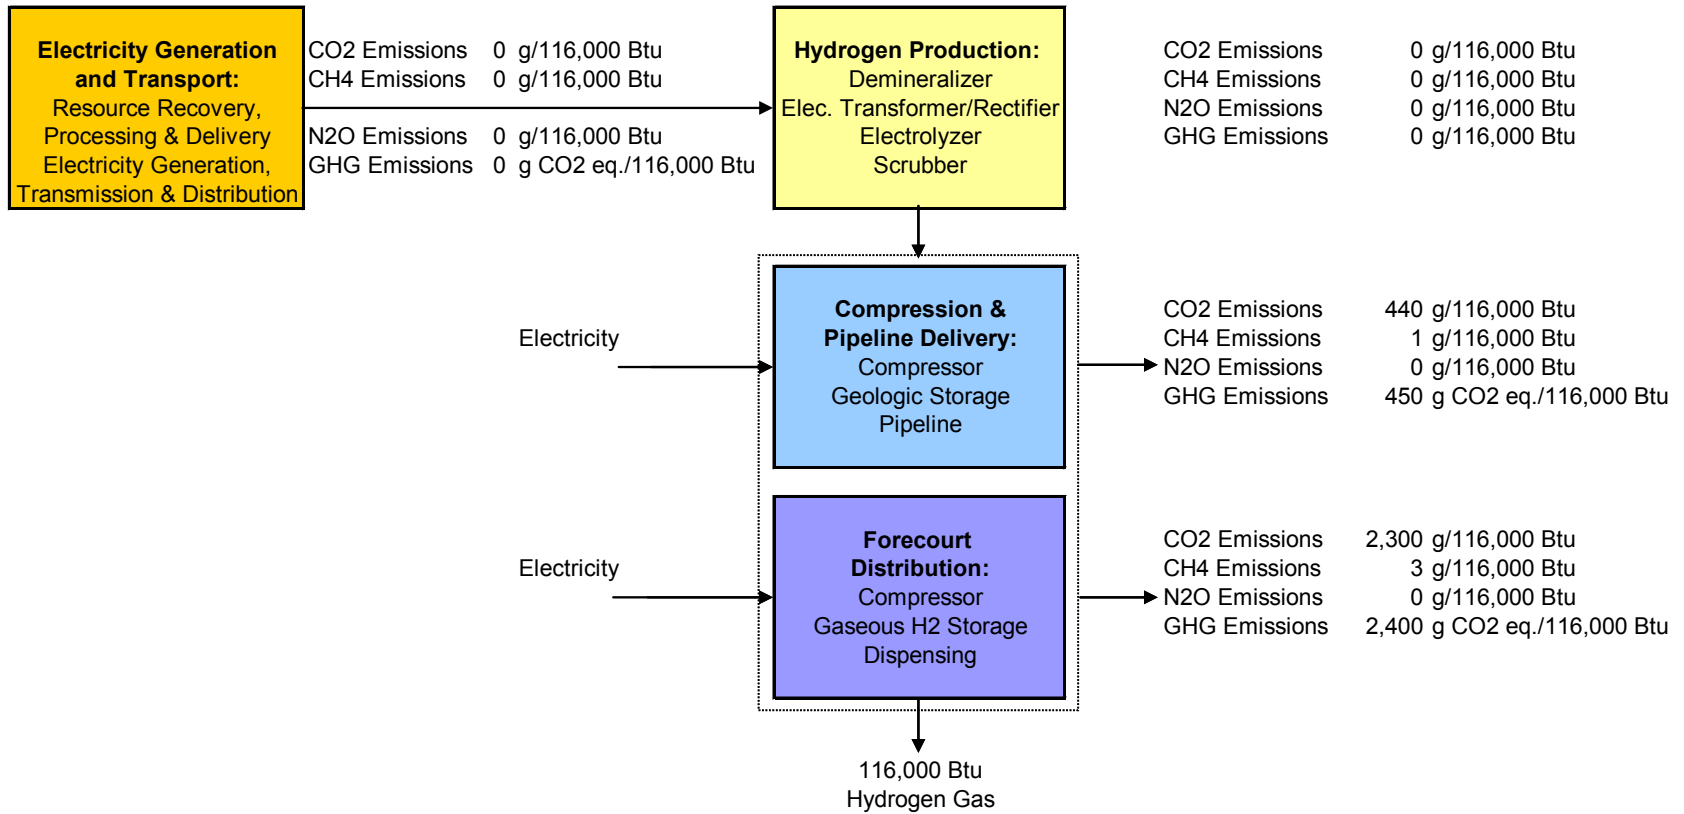 Electricity Generation
and Transport:
Resource Recovery,
Processing & Delivery
Electricity Generation,
Transmission & Distribution
CO2 Emissions 0 g/116,000 Btu
CH4 Emissions 0 g/116,000 Btu
N2O Emissions 0 g/116,000 Btu
GHG Emissions 0 g CO2 eq./116,000 Btu
Hydrogen Production:
Demineralizer
Elec. Transformer/Rectifier
Electrolyzer
Scrubber
CO2 Emissions 0 g/116,000 Btu
CH4 Emissions 0 g/116,000 Btu
N2O Emissions 0 g/116,000 Btu
GHG Emissions 0 g/116,000 Btu
Electricity
Compression &
Pipeline Delivery:
Compressor
Geologic Storage
Pipeline
CO2 Emissions 440 g/116,000 Btu
CH4 Emissions 1 g/116,000 Btu
N2O Emissions 0 g/116,000 Btu
GHG Emissions 450 g CO2 eq./116,000 Btu
Electricity
Forecourt
Distribution:
Compressor
Gaseous H2 Storage
Dispensing
CO2 Emissions 2,300 g/116,000 Btu
CH4 Emissions 3 g/116,000 Btu
N2O Emissions 0 g/116,000 Btu
GHG Emissions 2,400 g CO2 eq./116,000 Btu
116,000 Btu
Hydrogen Gas